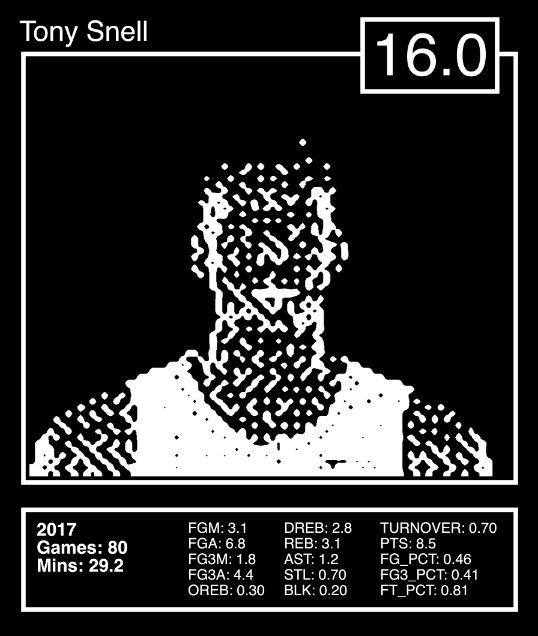 Tony Snell
16.0
2017
Games: 80
Mins: 29.2
FGM: 3.1
FGA: 6.8
FG3M: 1.8
FG3A: 4.4
OREB: 0.30
DREB: 2.8
REB: 3.1
AST: 1.2
STL: 0.70
BLK: 0.20
TURNOVER: 0.70
PTS: 8.5
FG_PCT: 0.46
FG3_PCT: 0.41
FT_PCT: 0.81